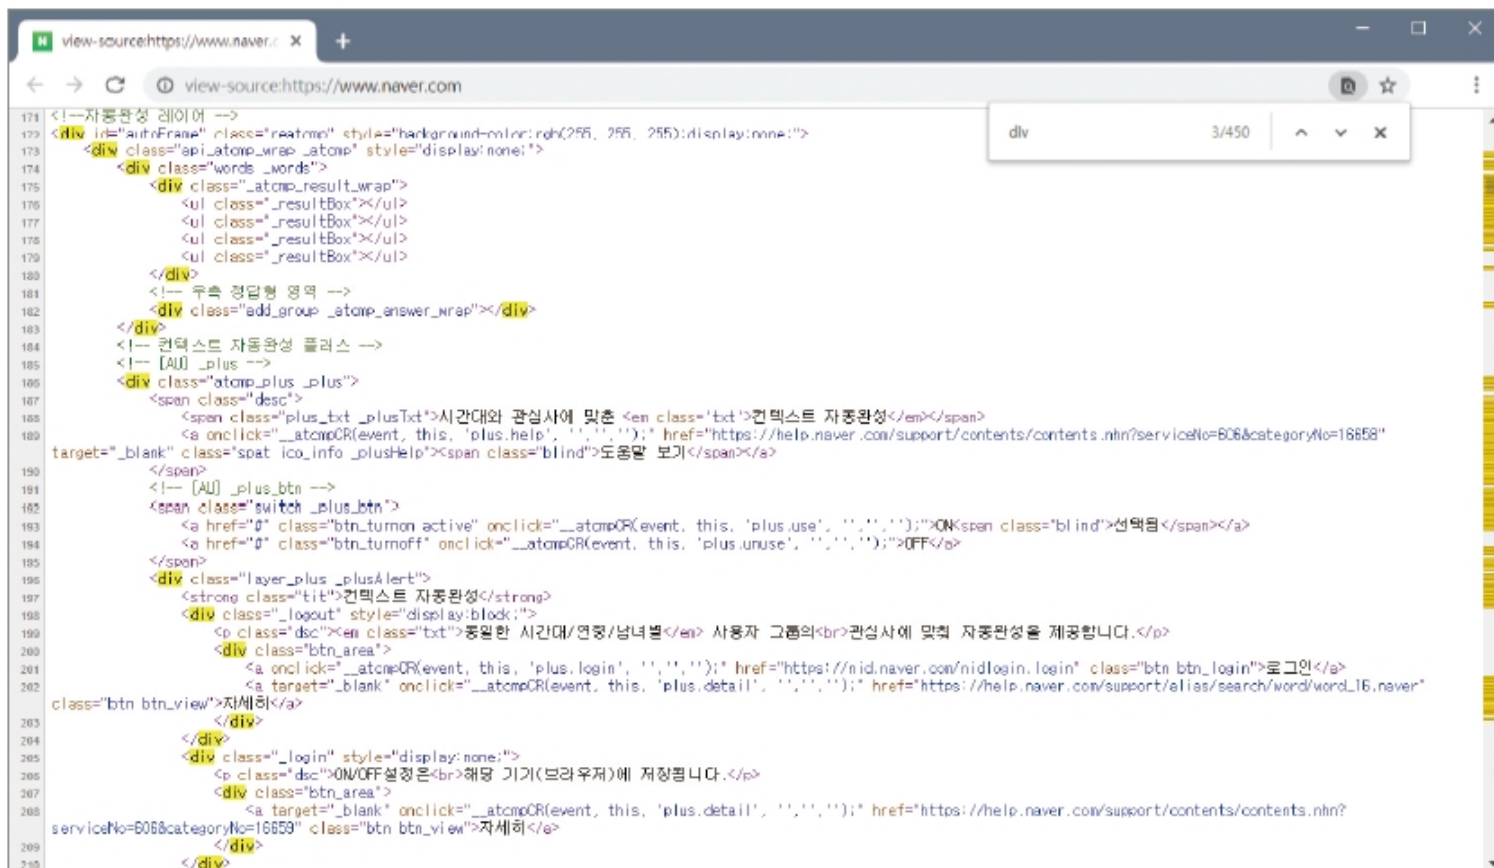 view-source:https://www.naver.c
view-source:https://www.naver.com
div
3/450
171 <!--자동완성 레이어 -->
172 <div id="autoFrame" class="reatcmp" style="background-color:rgb(255, 255, 255);display:none;">
173 <div class="api_atcmp_wrap _atcmp" style="display:none;">
174 <div class="words _words">
175 <div class="_atcmp_result_wrap">
176 <ul class="_resultBox"></ul>
177 <ul class="_resultBox"></ul>
178 <ul class="_resultBox"></ul>
179 <ul class="_resultBox"></ul>
180 </div>
181 <!-- 우측 정답형 영역 -->
182 <div class="add_group _atcmp_answer_wrap"></div>
183 </div>
184 <!-- 컨텍스트 자동완성 플러스 -->
185 <!-- [AU] _plus -->
186 <div class="atcmp_plus _plus">
187 <span class="desc">
188 <span class="plus_txt _plusTxt">시간대와 관심사에 맞춘 <em class="txt">컨텍스트 자동완성</em></span>
189 <a onclick="__atcmpCR(event, this, 'plus.help', '','','');" href="https://help.naver.com/support/contents/contents.nhn?serviceNo=606&categoryNo=16658"
target="_blank" class="spat ico_info _plusHelp"><span class="blind">도움말 보기</span></a>
190 </span>
191 <!-- [AU] _plus_btn -->
192 <span class="switch _plus_btn">
193 <a href="#" class="btn_turnon active" onclick="__atcmpCR(event, this, 'plus.use', '','','');">ON<span class="blind">선택됨</span></a>
194 <a href="#" class="btn_turnoff" onclick="__atcmpCR(event, this, 'plus.unuse', '','','');">OFF</a>
195 </span>
196 <div class="layer_plus _plusAlert">
197 <strong class="tit">컨텍스트 자동완성</strong>
198 <div class="_logout" style="display:block;">
199 <p class="dsc"><em class="txt">동일한 시간대/연령/남녀별</em> 사용자 그룹의<br>관심사에 맞춰 자동완성을 제공합니다.</p>
200 <div class="btn_area">
201 <a onclick="__atcmpCR(event, this, 'plus.login', '','','');" href="https://nid.naver.com/nidlogin.login" class="btn btn_login">로그인</a>
202 <a target="_blank" onclick="__atcmpCR(event, this, 'plus.detail', '','','');" href="https://help.naver.com/support/alias/search/word/word_16.naver"
class="btn btn_view">자세히</a>
203 </div>
204 </div>
205 <div class="_login" style="display:none;">
206 <p class="dsc">ON/OFF설정은<br>해당 기기(브라우저)에 저장됩니다.</p>
207 <div class="btn_area">
208 <a target="_blank" onclick="__atcmpCR(event, this, 'plus.detail', '','','');" href="https://help.naver.com/support/contents/contents.nhn?
serviceNo=606&categoryNo=16659" class="btn btn_view">자세히</a>
209 </div>
210 </div>